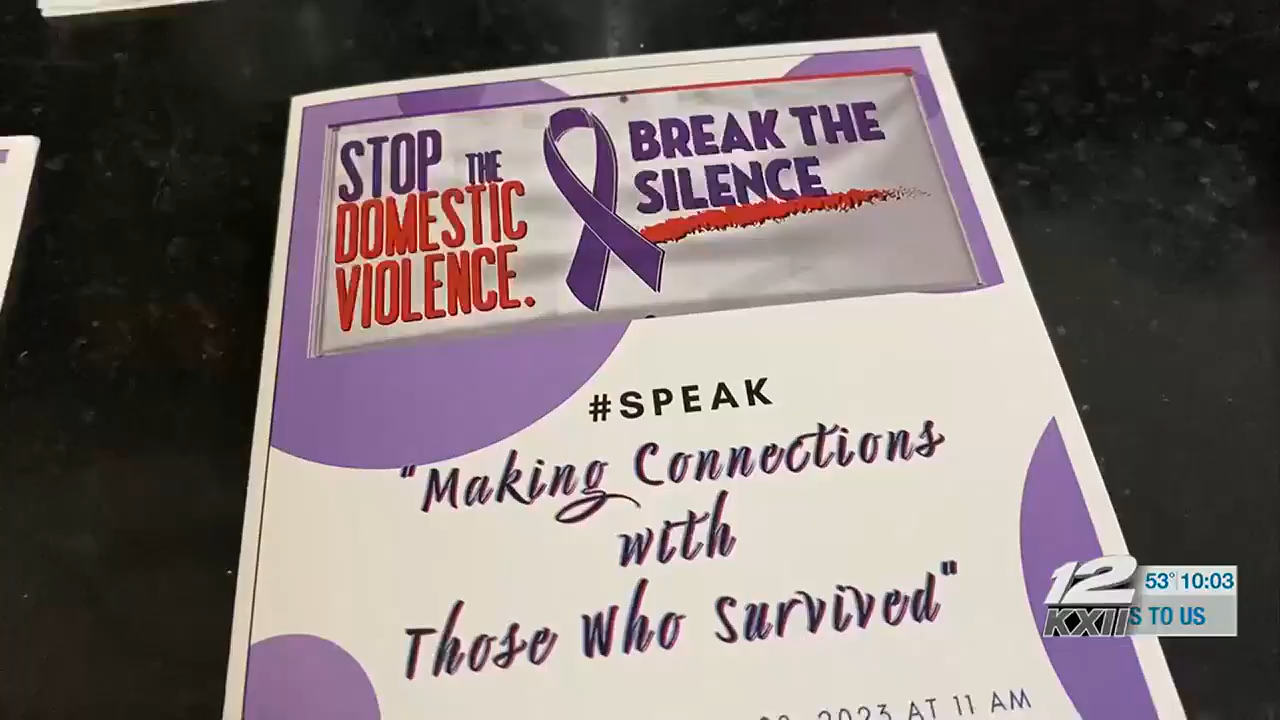 STOP THE
DOMESTIC
VIOLENCE.
BREAK THE
SILENCE
#SPEAK
"Making Connections
with
Those Who Survived"
2023 AT 11 AM
12
KXII
53° 10:03
S TO US